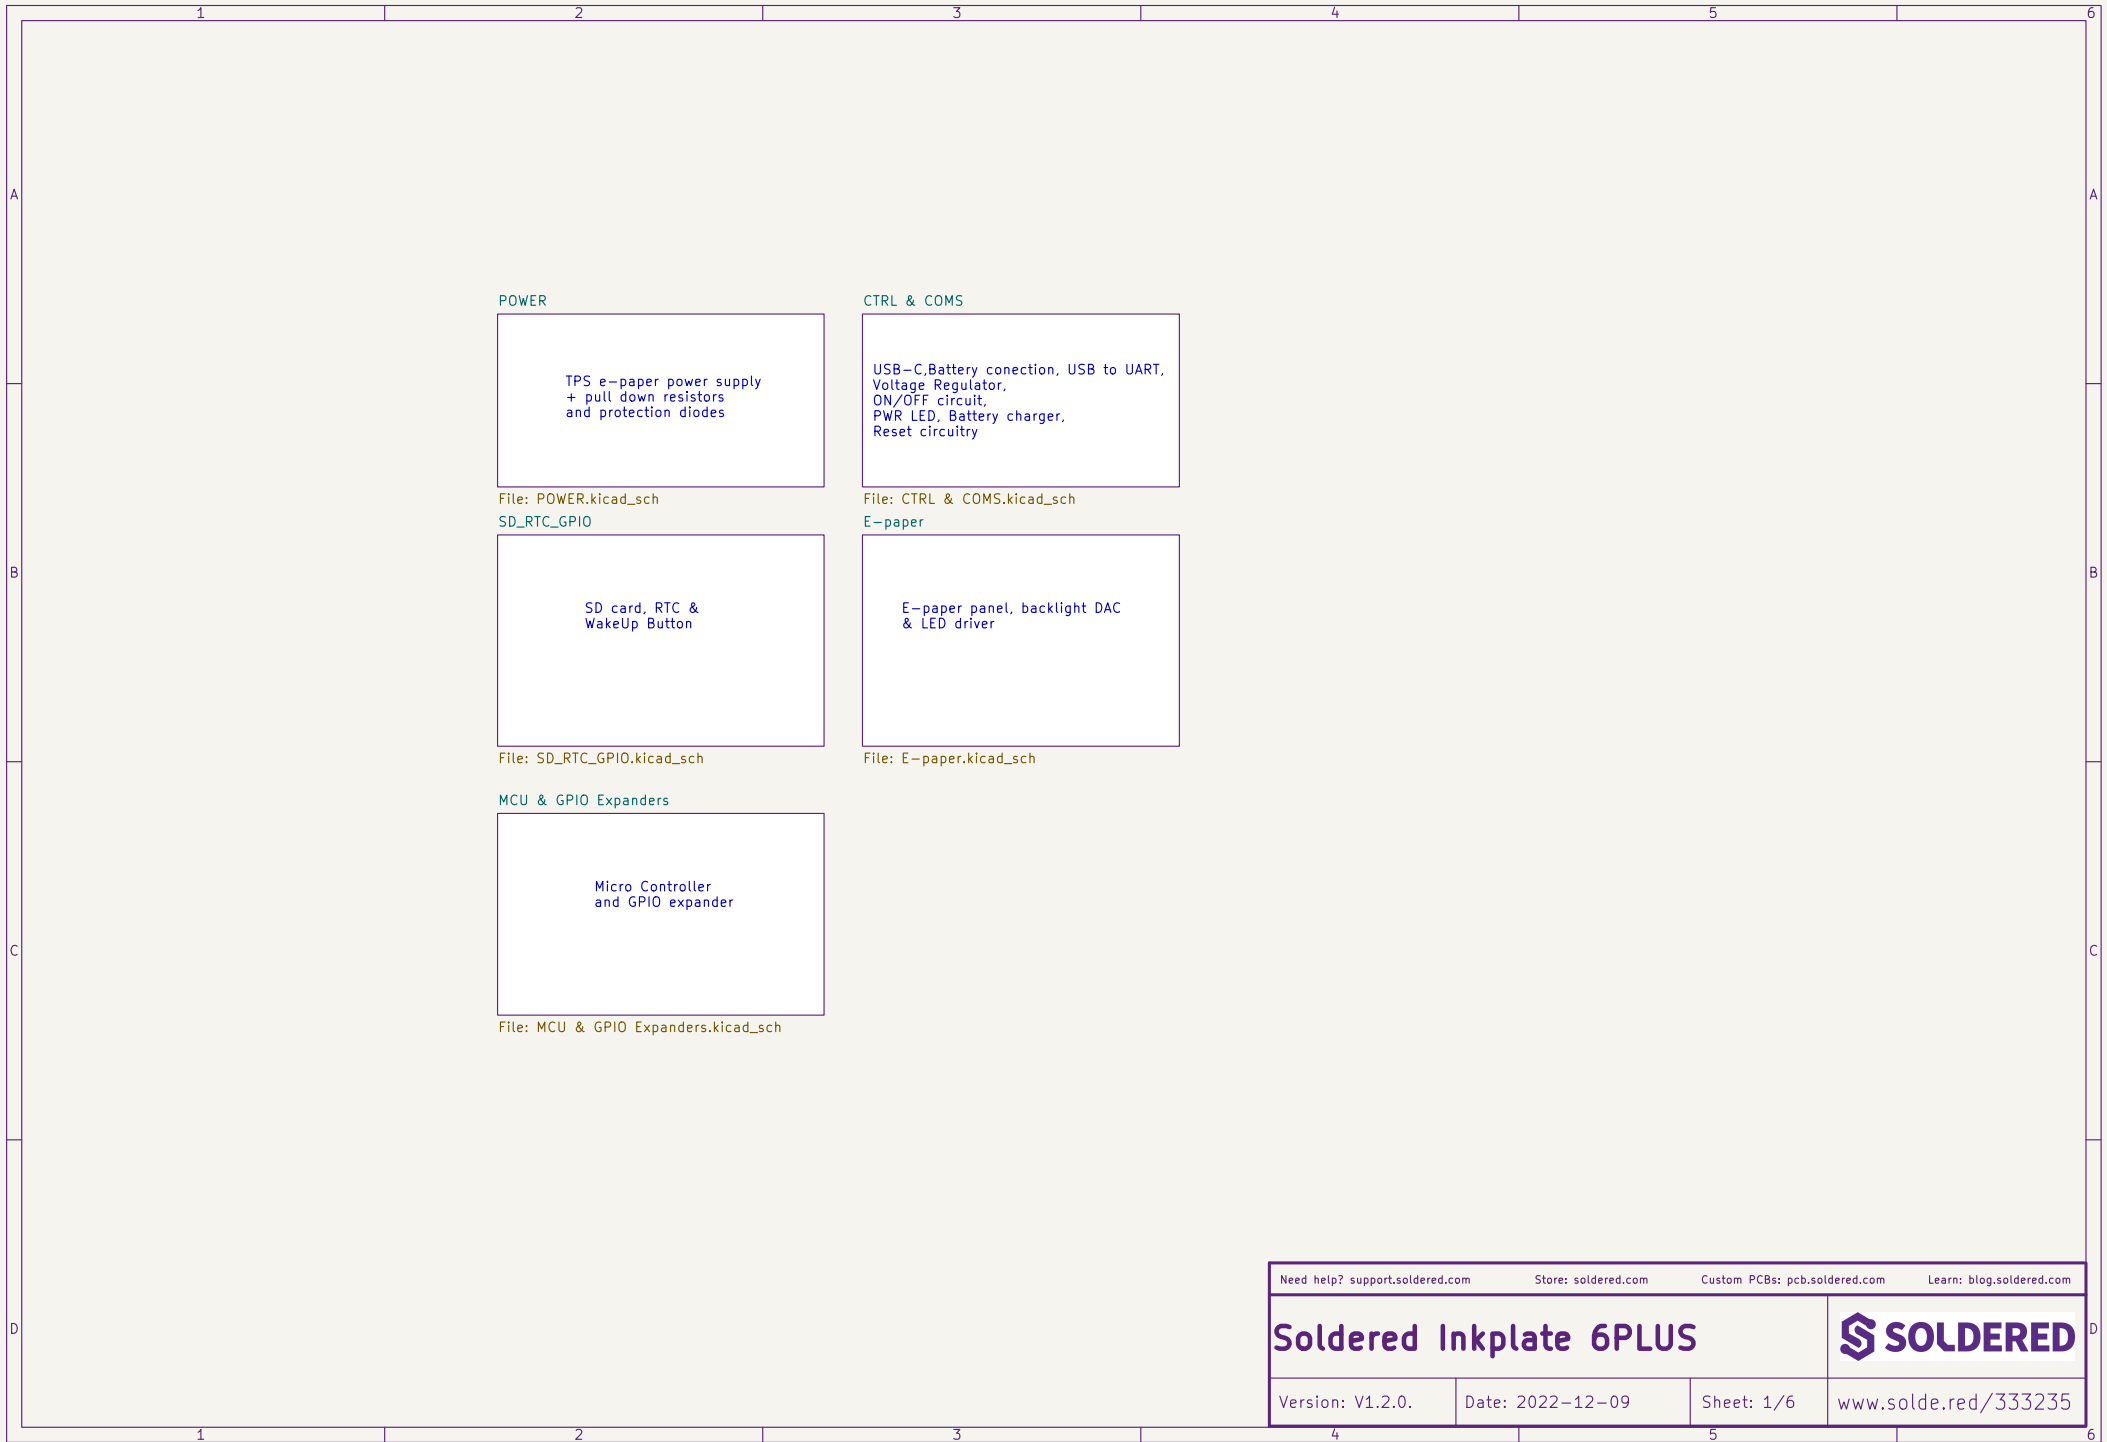 1 2 3 4 5 6
A A
POWER
TPS e-paper power supply
+ pull down resistors
and protection diodes
File: POWER.kicad_sch
CTRL & COMS
USB-C,Battery conection, USB to UART,
Voltage Regulator,
ON/OFF circuit,
PWR LED, Battery charger,
Reset circuitry
File: CTRL & COMS.kicad_sch
B B
SD_RTC_GPIO
SD card, RTC &
WakeUp Button
File: SD_RTC_GPIO.kicad_sch
E-paper
E-paper panel, backlight DAC
& LED driver
File: E-paper.kicad_sch
C C
MCU & GPIO Expanders
Micro Controller
and GPIO expander
File: MCU & GPIO Expanders.kicad_sch
D D
Need help? support.soldered.com Store: soldered.com Custom PCBs: pcb.soldered.com Learn: blog.soldered.com
Soldered Inkplate 6PLUS
SOLDERED
Version: V1.2.0. Date: 2022-12-09 Sheet: 1/6 www.solde.red/333235
1 2 3 4 5 6